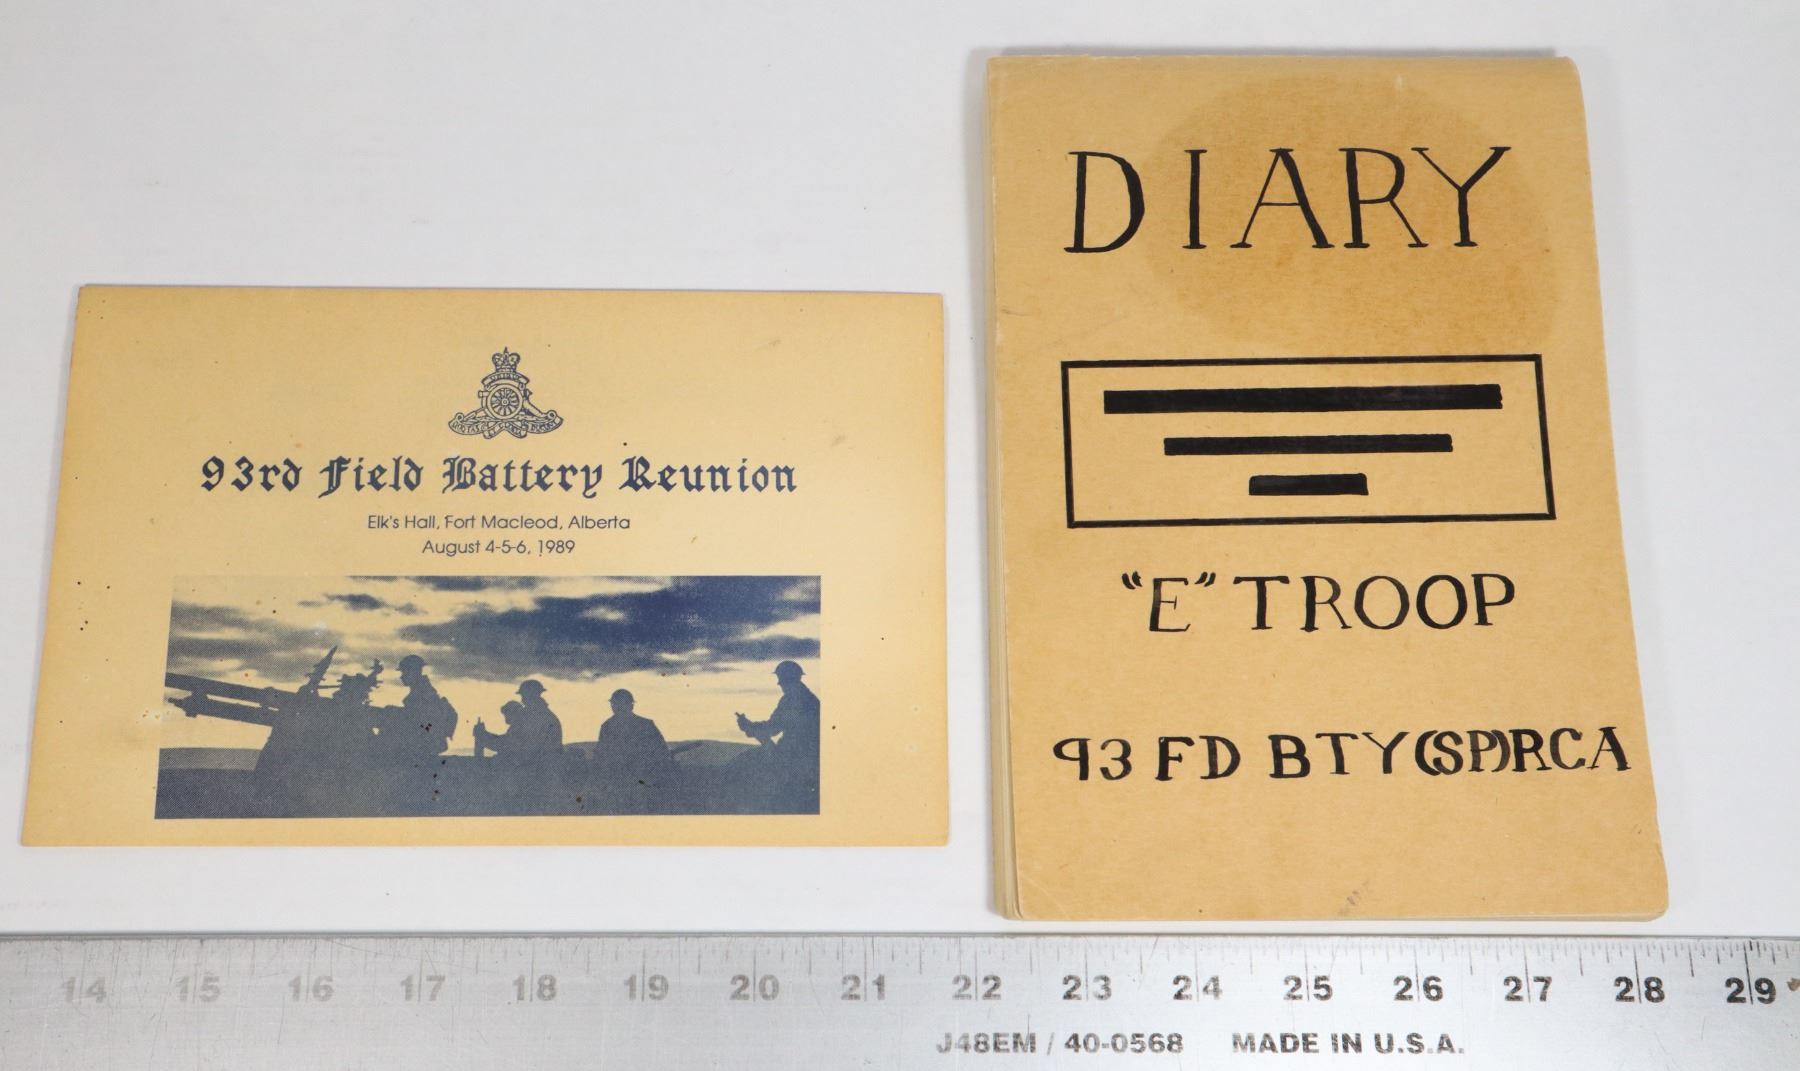 93rd Field Battery Reunion
Elk's Hall, Fort Macleod, Alberta
August 4-5-6, 1989
DIARY
"E" TROOP
93 FD BTY (SP) RCA
14 15 16 17 18 19 20 21 22 23 24 25 26 27 28 29
J48EM / 40-0568 MADE IN U.S.A.